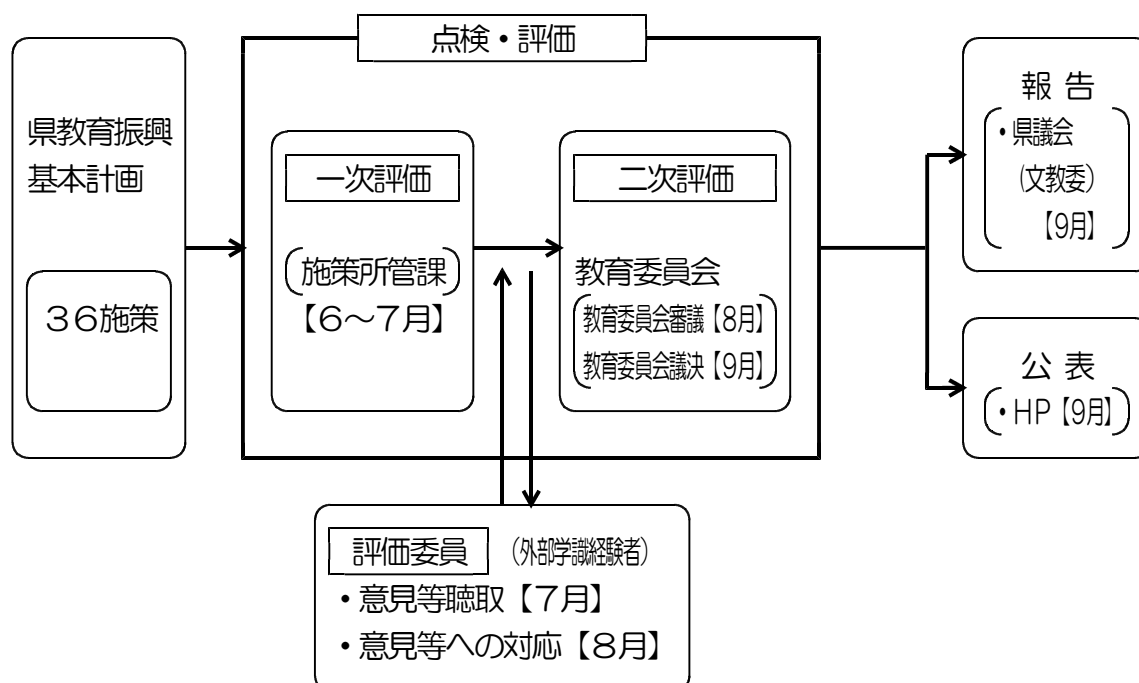 点検・評価
県教育振興
基本計画
３６施策
一次評価
施策所管課
【６～７月】
二次評価
教育委員会
教育委員会審議【８月】
教育委員会議決【９月】
評価委員 （外部学識経験者）
・意見等聴取【７月】
・意見等への対応【８月】
報 告
・県議会
（文教委）
【９月】
公 表
・ＨＰ【９月】